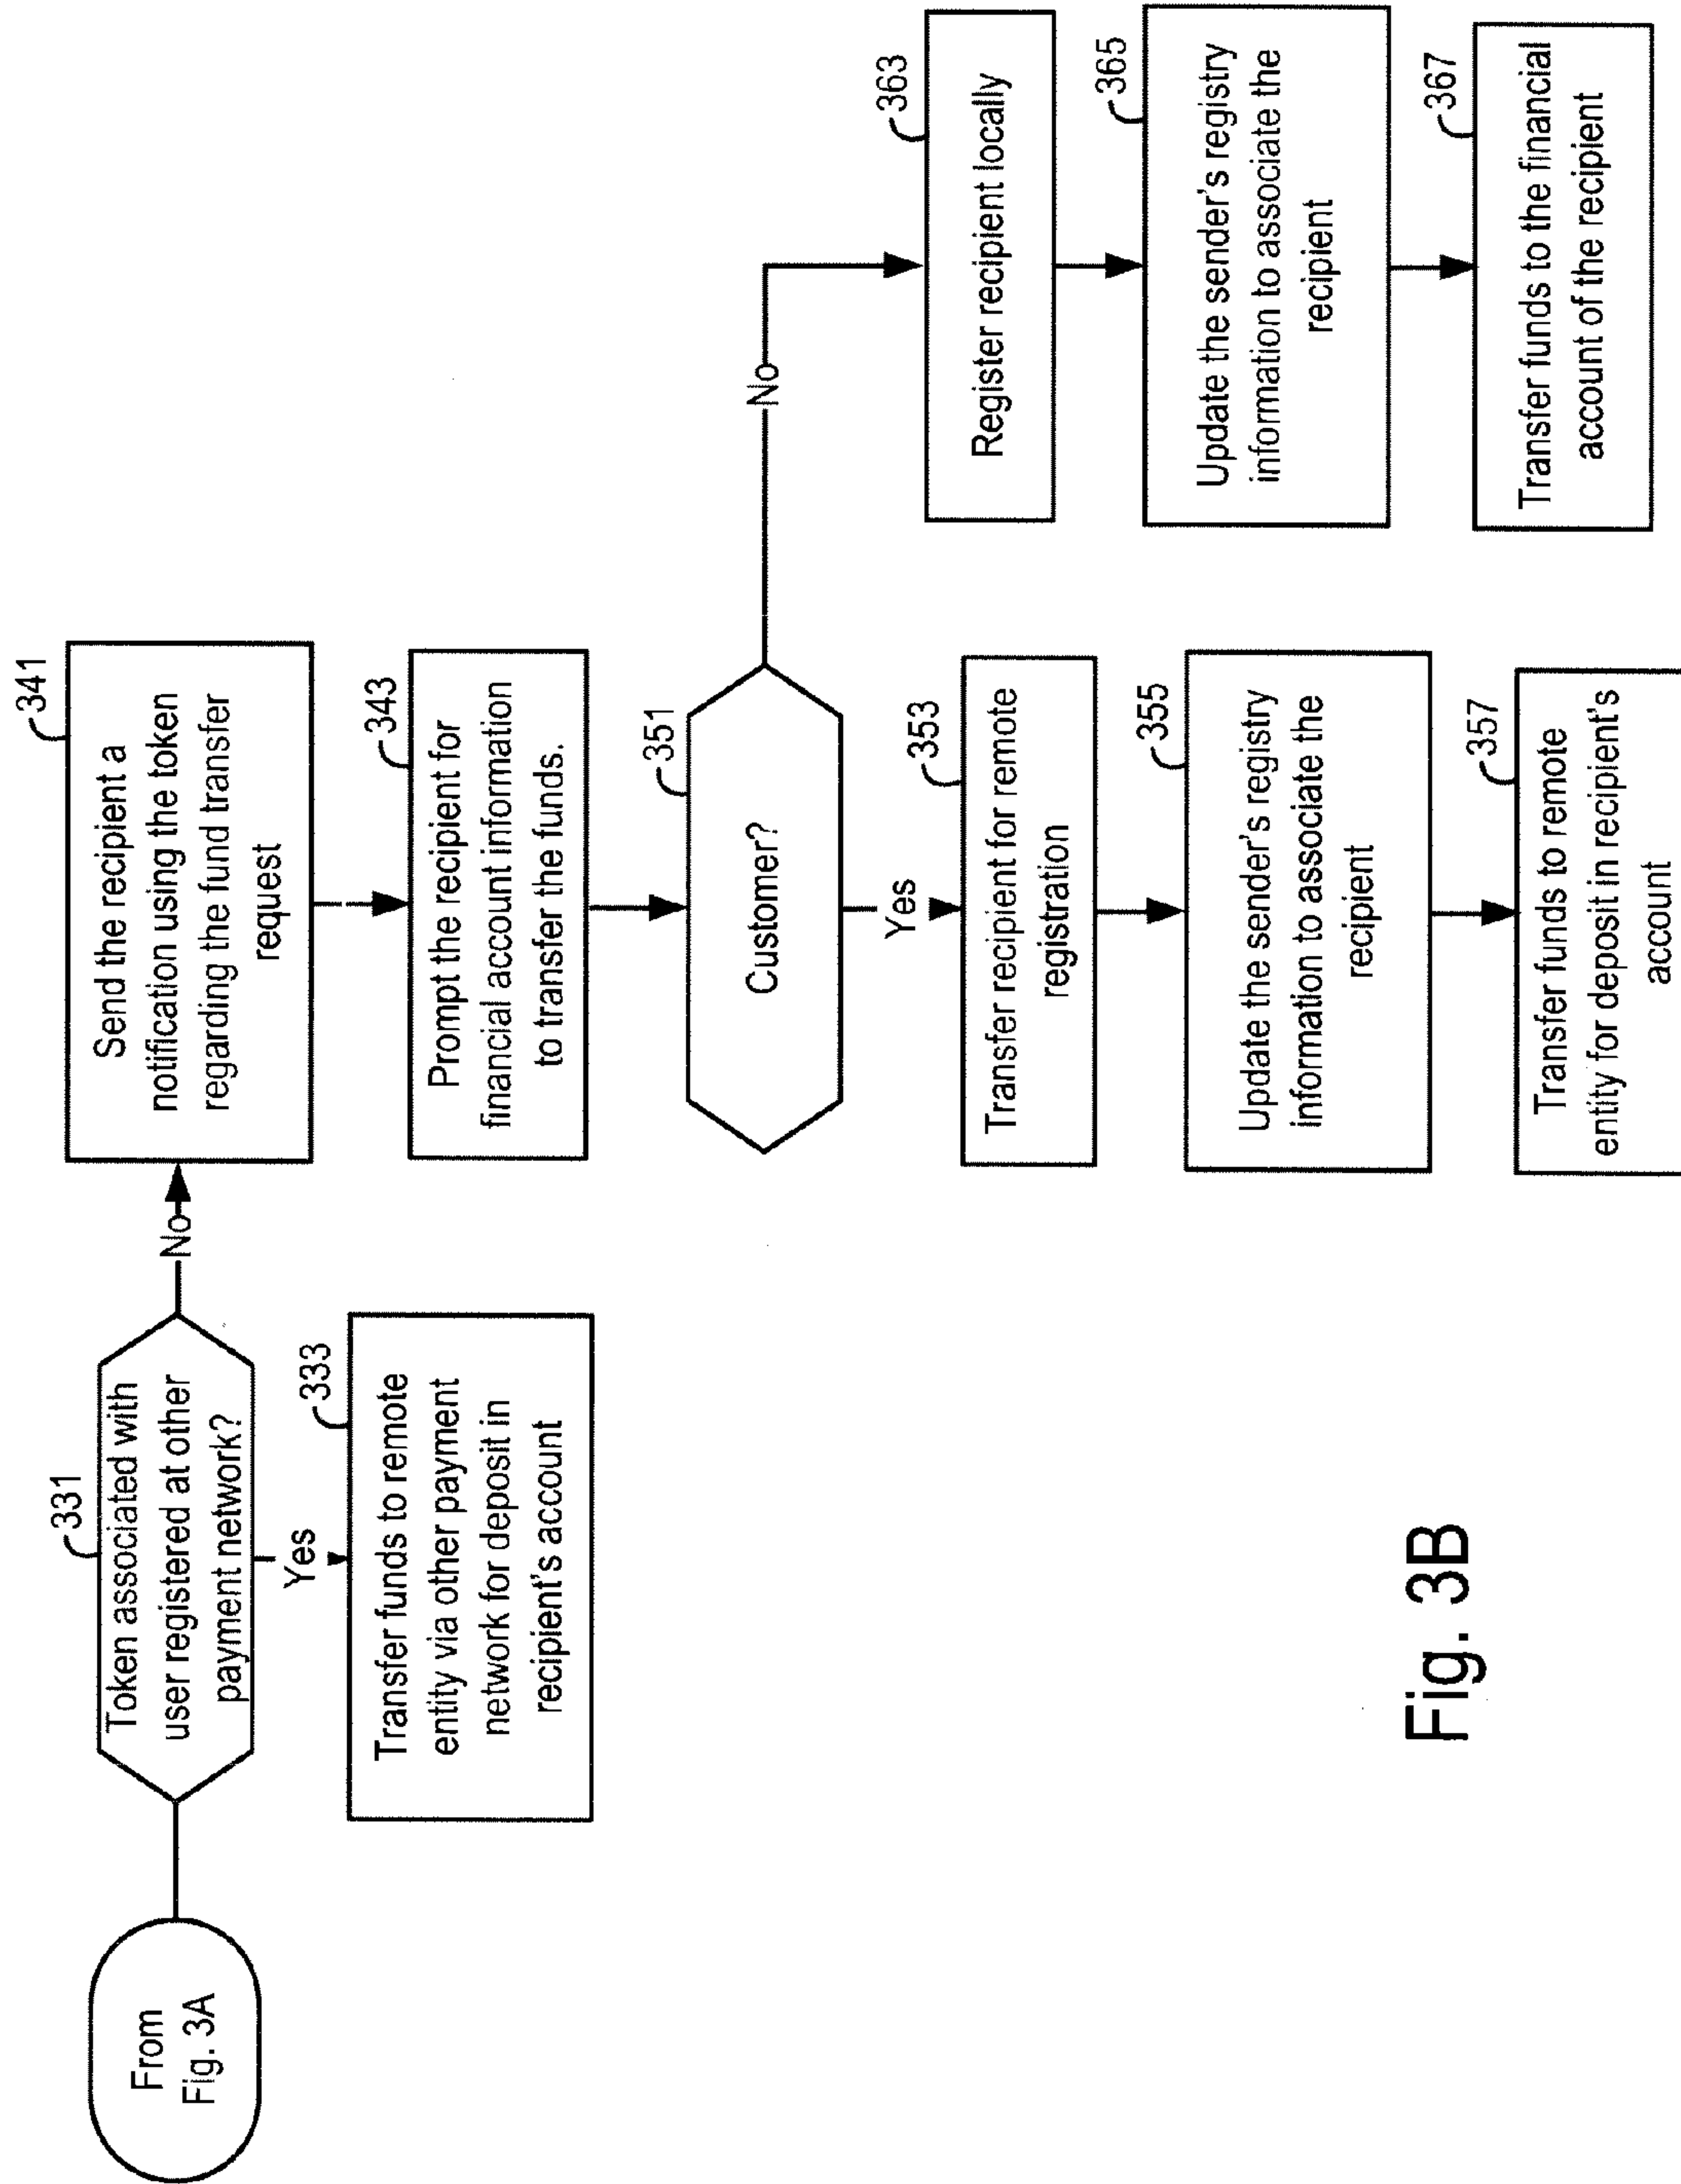 From
Fig. 3A
331
Token associated with
user registered at other
payment network?
No
Yes
333
Transfer funds to remote
entity via other payment
network for deposit in
recipient's account
341
Send the recipient a
notification using the token
regarding the fund transfer
request
343
Prompt the recipient for
financial account information
to transfer the funds.
351
Customer?
No
Yes
353
Transfer recipient for remote
registration
355
Update the sender's registry
information to associate the
recipient
357
Transfer funds to remote
entity for deposit in recipient's
account
363
Register recipient locally
365
Update the sender's registry
information to associate the
recipient
367
Transfer funds to the financial
account of the recipient
Fig. 3B